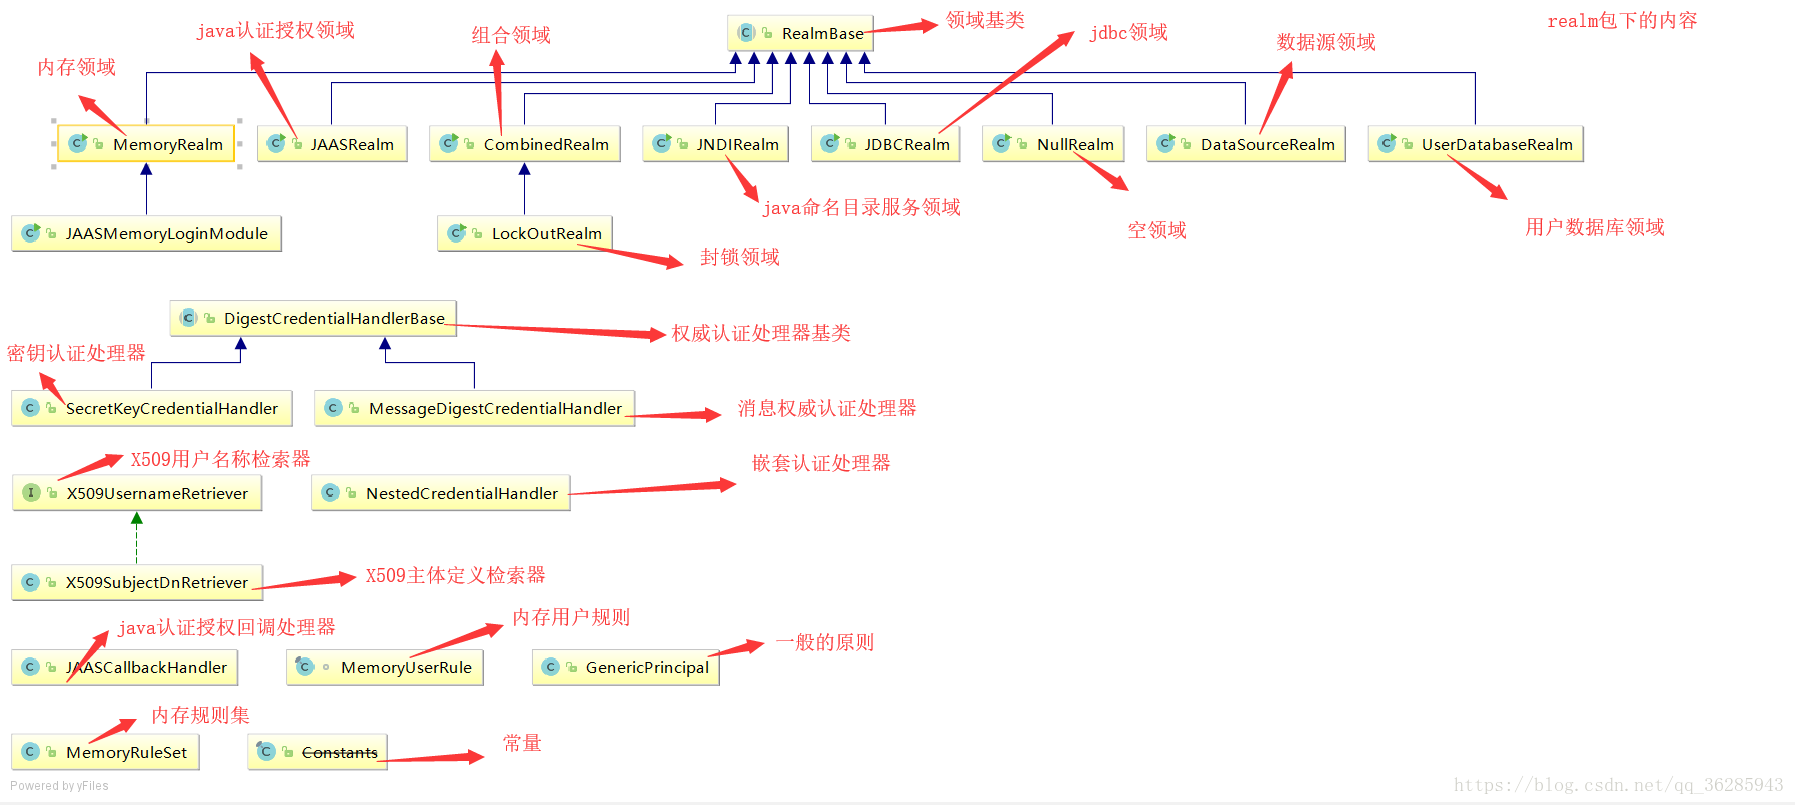 领域基类
realm包下的内容
java认证授权领域
组合领域
jdbc领域
RealmBase
数据源领域
内存领域
MemoryRealm
JAASRealm
CombinedRealm
JNDIRealm
JDBCRealm
NullRealm
DataSourceRealm
UserDatabaseRealm
java命名目录服务领域
空领域
用户数据库领域
JAASMemoryLoginModule
LockOutRealm
封锁领域
DigestCredentialHandlerBase
权威认证处理器基类
密钥认证处理器
SecretKeyCredentialHandler
MessageDigestCredentialHandler
消息权威认证处理器
X509用户名称检索器
嵌套认证处理器
X509UsernameRetriever
NestedCredentialHandler
X509SubjectDnRetriever
X509主体定义检索器
java认证授权回调处理器
内存用户规则
一般的原则
JAASCallbackHandler
MemoryUserRule
GenericPrincipal
内存规则集
常量
MemoryRuleSet
Constants
Powered by yFiles
https://blog.csdn.net/qq_36285943